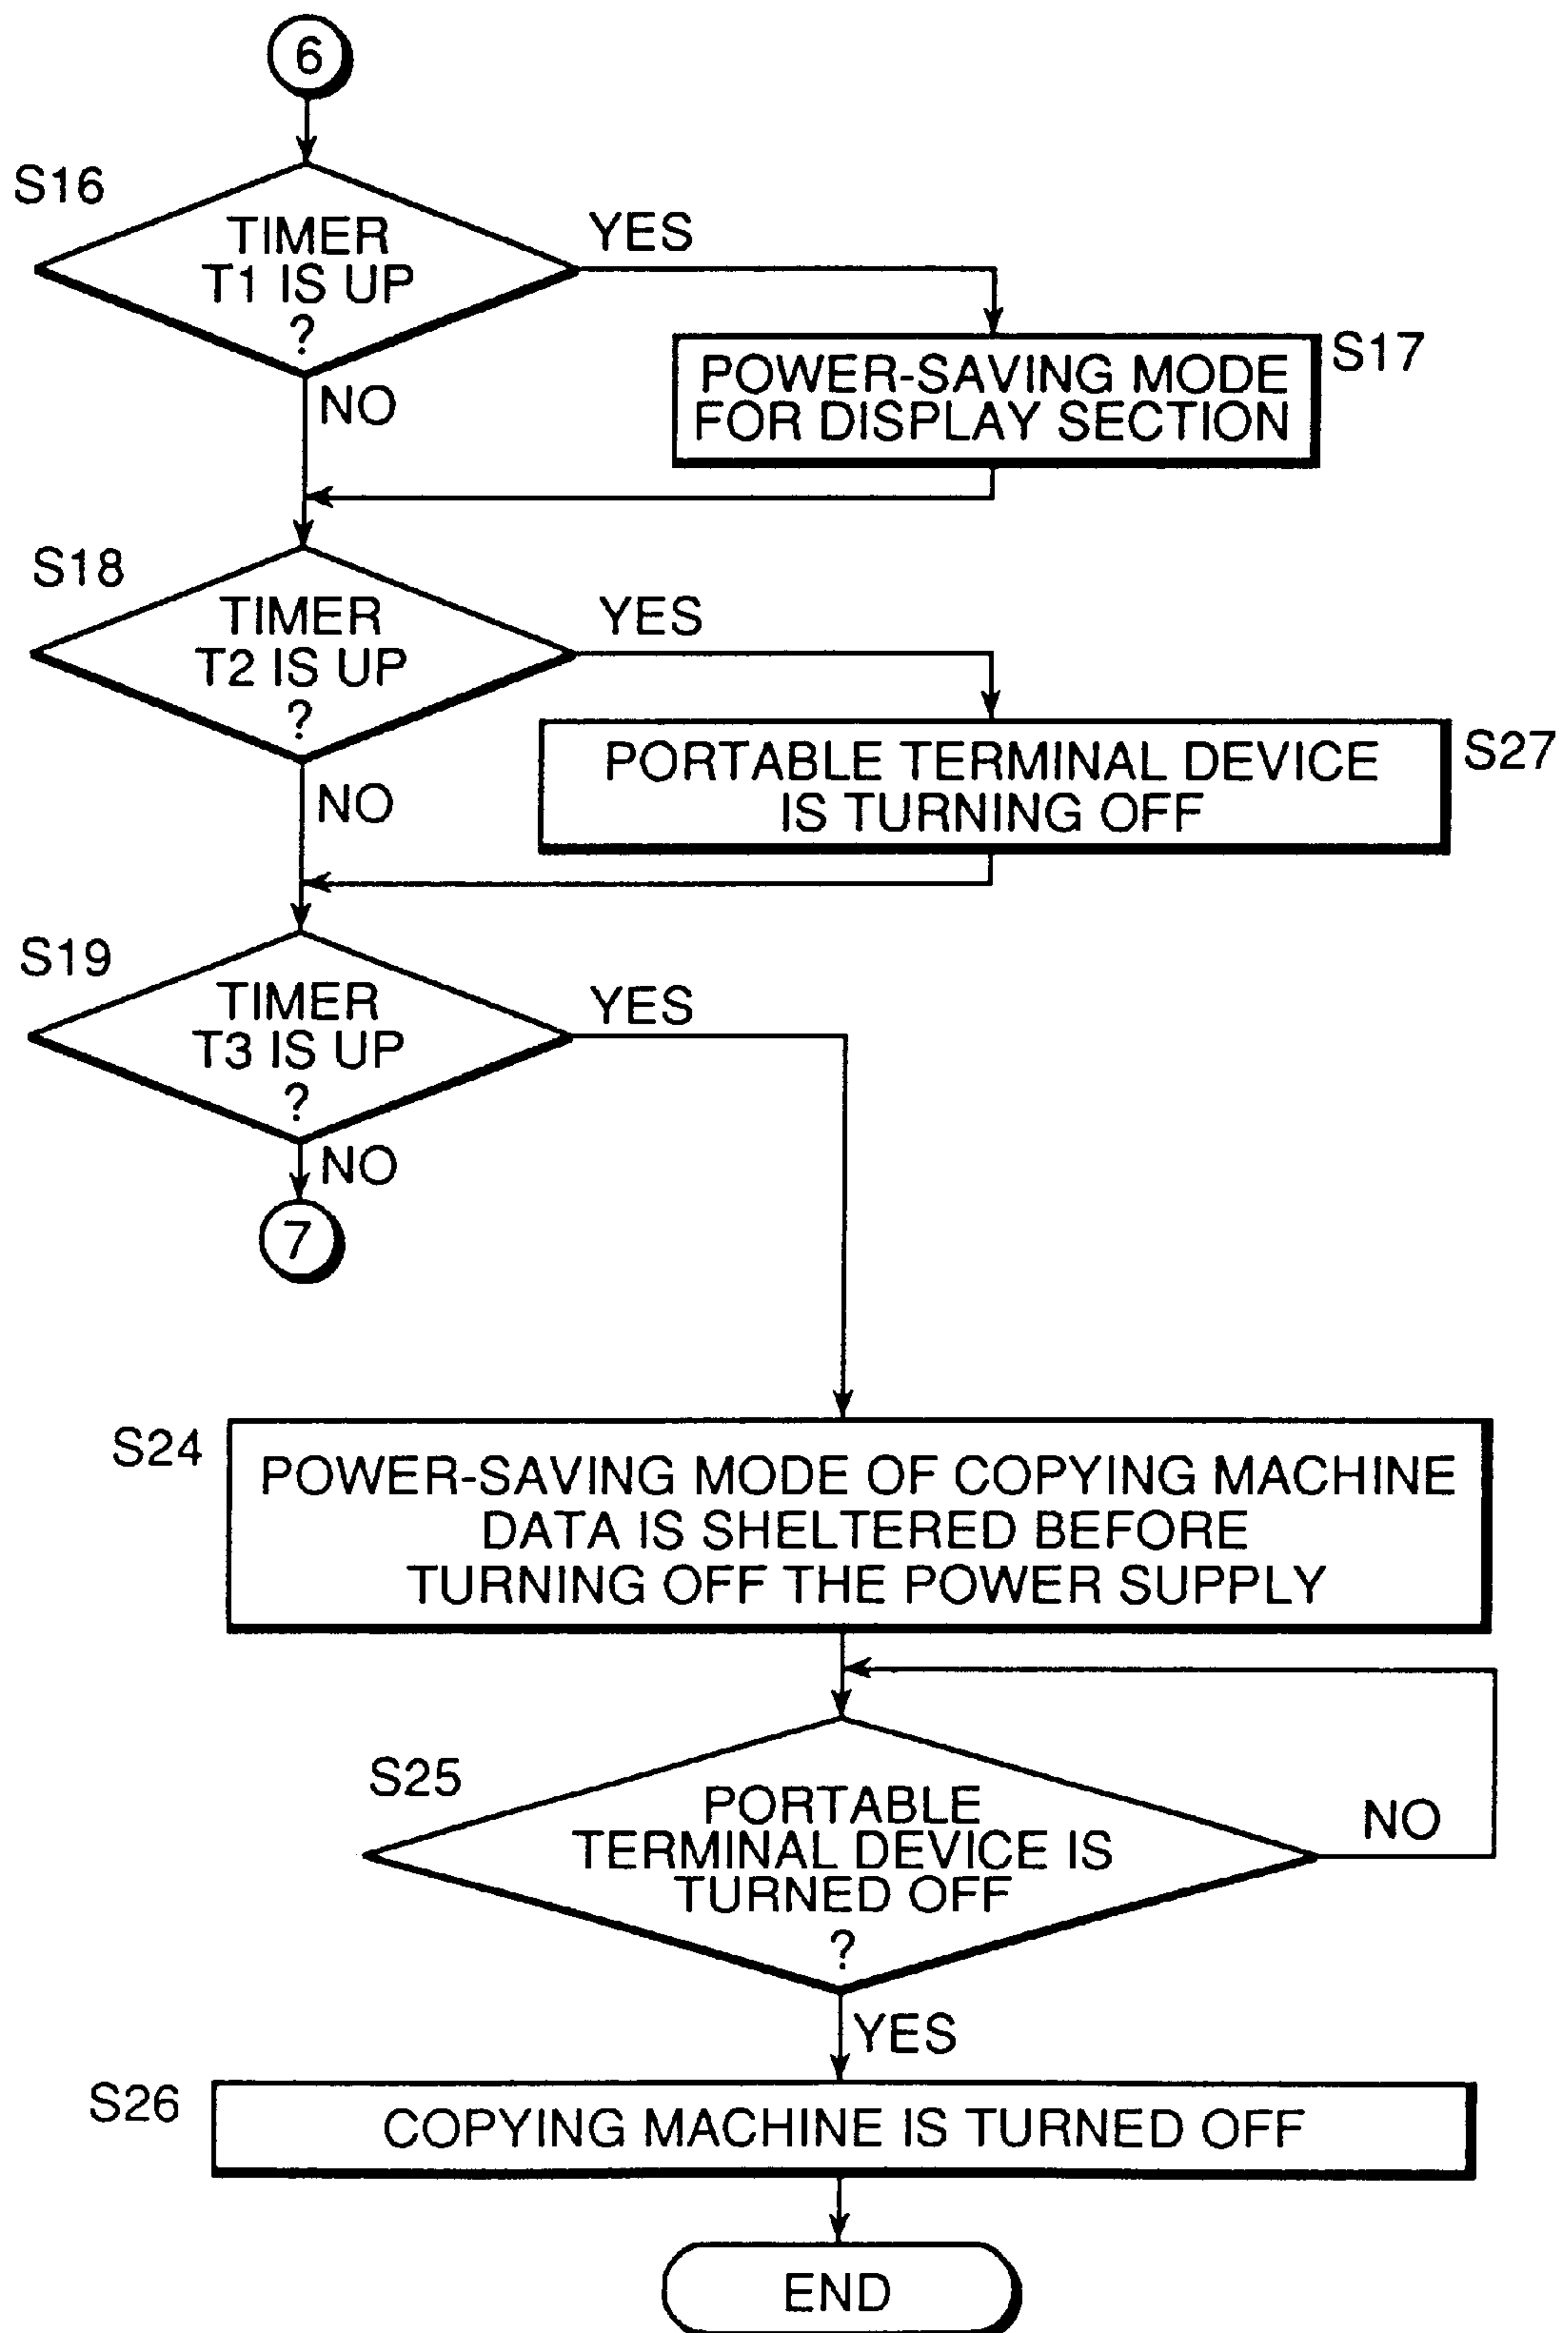 6
S16
TIMER
T1 IS UP
?
YES
NO
S17
POWER-SAVING MODE
FOR DISPLAY SECTION
S18
TIMER
T2 IS UP
?
YES
NO
S27
PORTABLE TERMINAL DEVICE
IS TURNING OFF
S19
TIMER
T3 IS UP
?
YES
NO
7
S24
POWER-SAVING MODE OF COPYING MACHINE
DATA IS SHELTERED BEFORE
TURNING OFF THE POWER SUPPLY
S25
PORTABLE
TERMINAL DEVICE IS
TURNED OFF
?
NO
YES
S26
COPYING MACHINE IS TURNED OFF
END